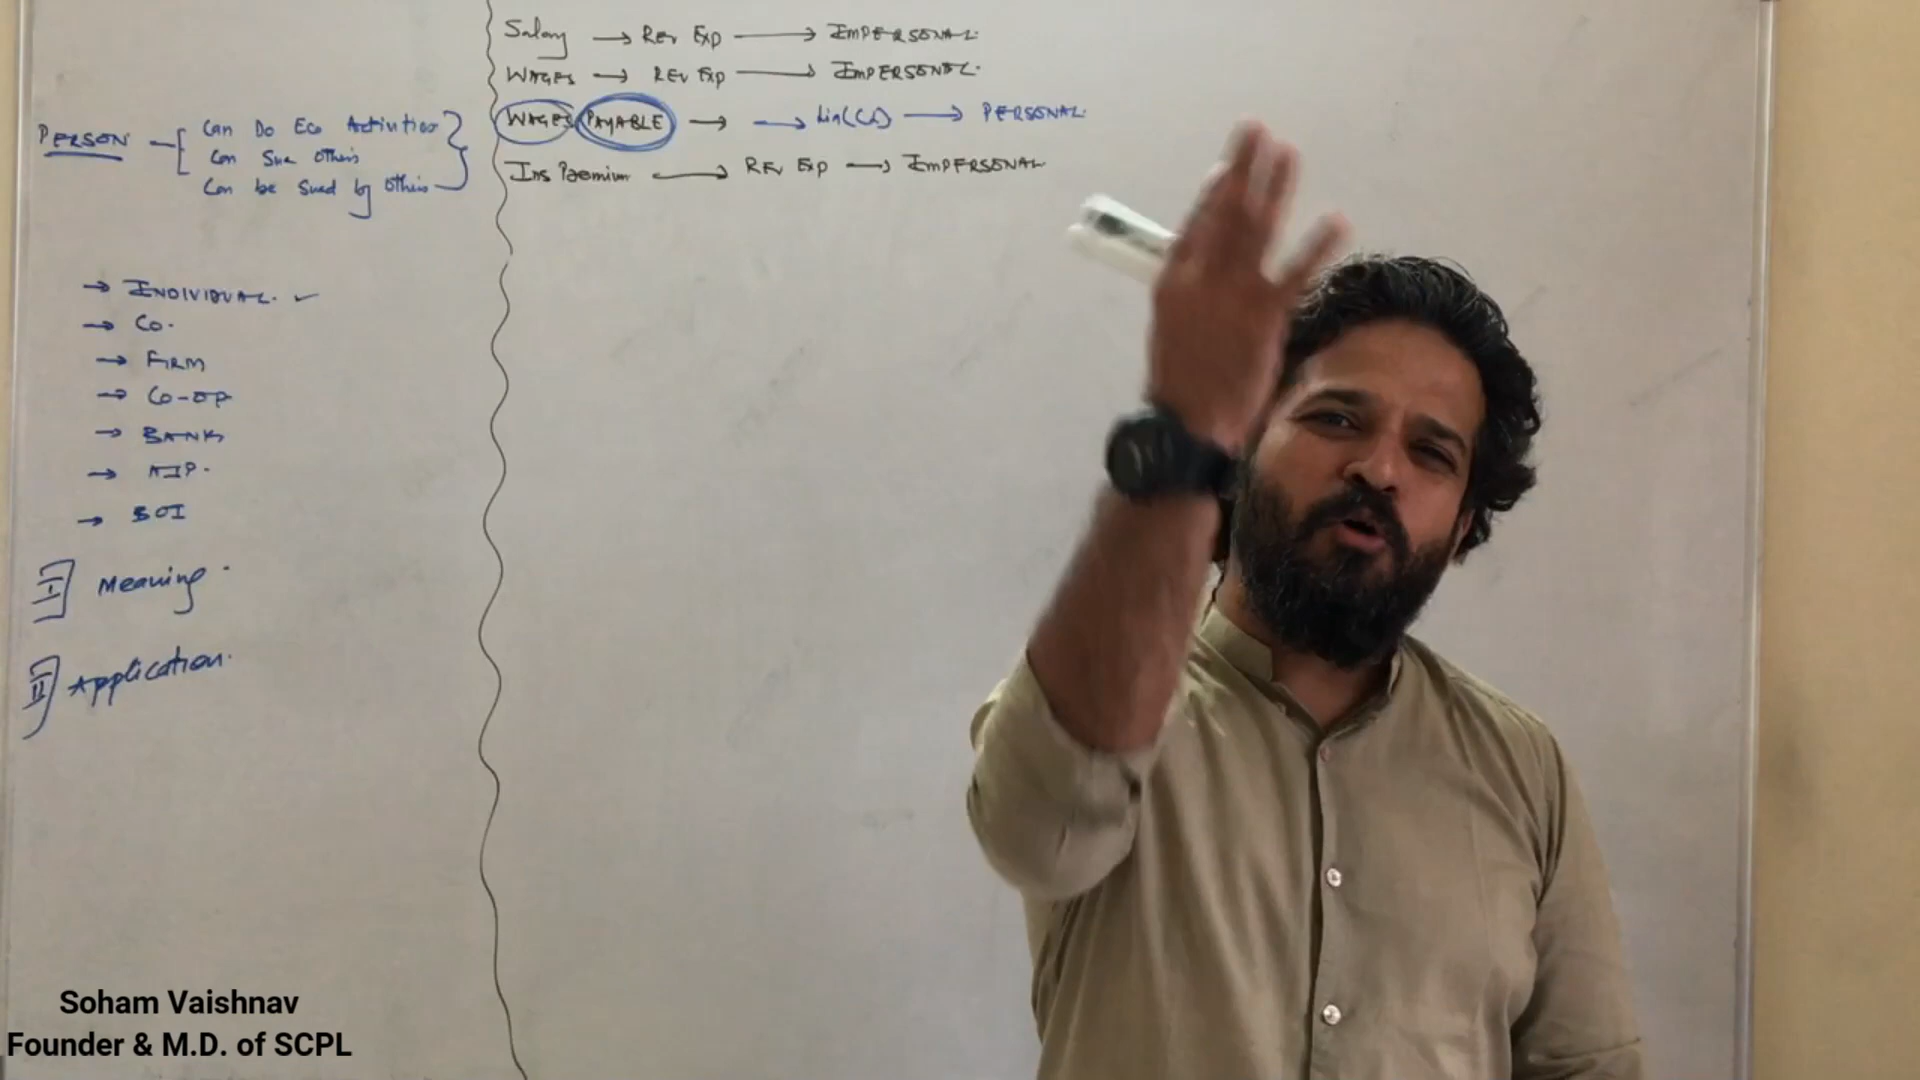 PERSON
Can Do Eco Activities
Can Sue Others
Can be Sued by Others
→ INDIVIDUAL. ✓
→ Co.
→ FIRM
→ Co-op
→ BANK
→ AJP.
→ BOI
I Meaning.
II Application.
Salary → Rev Exp → IMPERSONAL.
WAGES → REV EXP → IMPERSONAL.
WAGES PAYABLE → → Lia(CL) → PERSONAL.
Ins Premium → REV EXP → IMPERSONAL
Soham Vaishnav
Founder & M.D. of SCPL